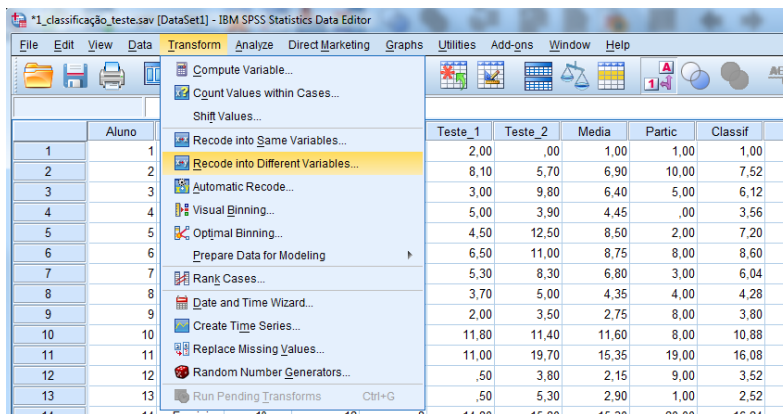 *1_classificação_teste.sav [DataSet1] - IBM SPSS Statistics Data Editor
File Edit View Data Transform Analyze Direct Marketing Graphs Utilities Add-ons Window Help
Compute Variable...
Count Values within Cases...
Shift Values...
Recode into Same Variables...
Recode into Different Variables...
Automatic Recode...
Visual Binning...
Optimal Binning...
Prepare Data for Modeling
Rank Cases...
Date and Time Wizard...
Create Time Series...
Replace Missing Values...
Random Number Generators...
Run Pending Transforms Ctrl+G
Aluno Teste_1 Teste_2 Media Partic Classif
1 1 2,00 ,00 1,00 1,00 1,00
2 2 8,10 5,70 6,90 10,00 7,52
3 3 3,00 9,80 6,40 5,00 6,12
4 4 5,00 3,90 4,45 ,00 3,56
5 5 4,50 12,50 8,50 2,00 7,20
6 6 6,50 11,00 8,75 8,00 8,60
7 7 5,30 8,30 6,80 3,00 6,04
8 8 3,70 5,00 4,35 4,00 4,28
9 9 2,00 3,50 2,75 8,00 3,80
10 10 11,80 11,40 11,60 8,00 10,88
11 11 11,00 19,70 15,35 19,00 16,08
12 12 ,50 3,80 2,15 9,00 3,52
13 13 ,50 5,30 2,90 1,00 2,52